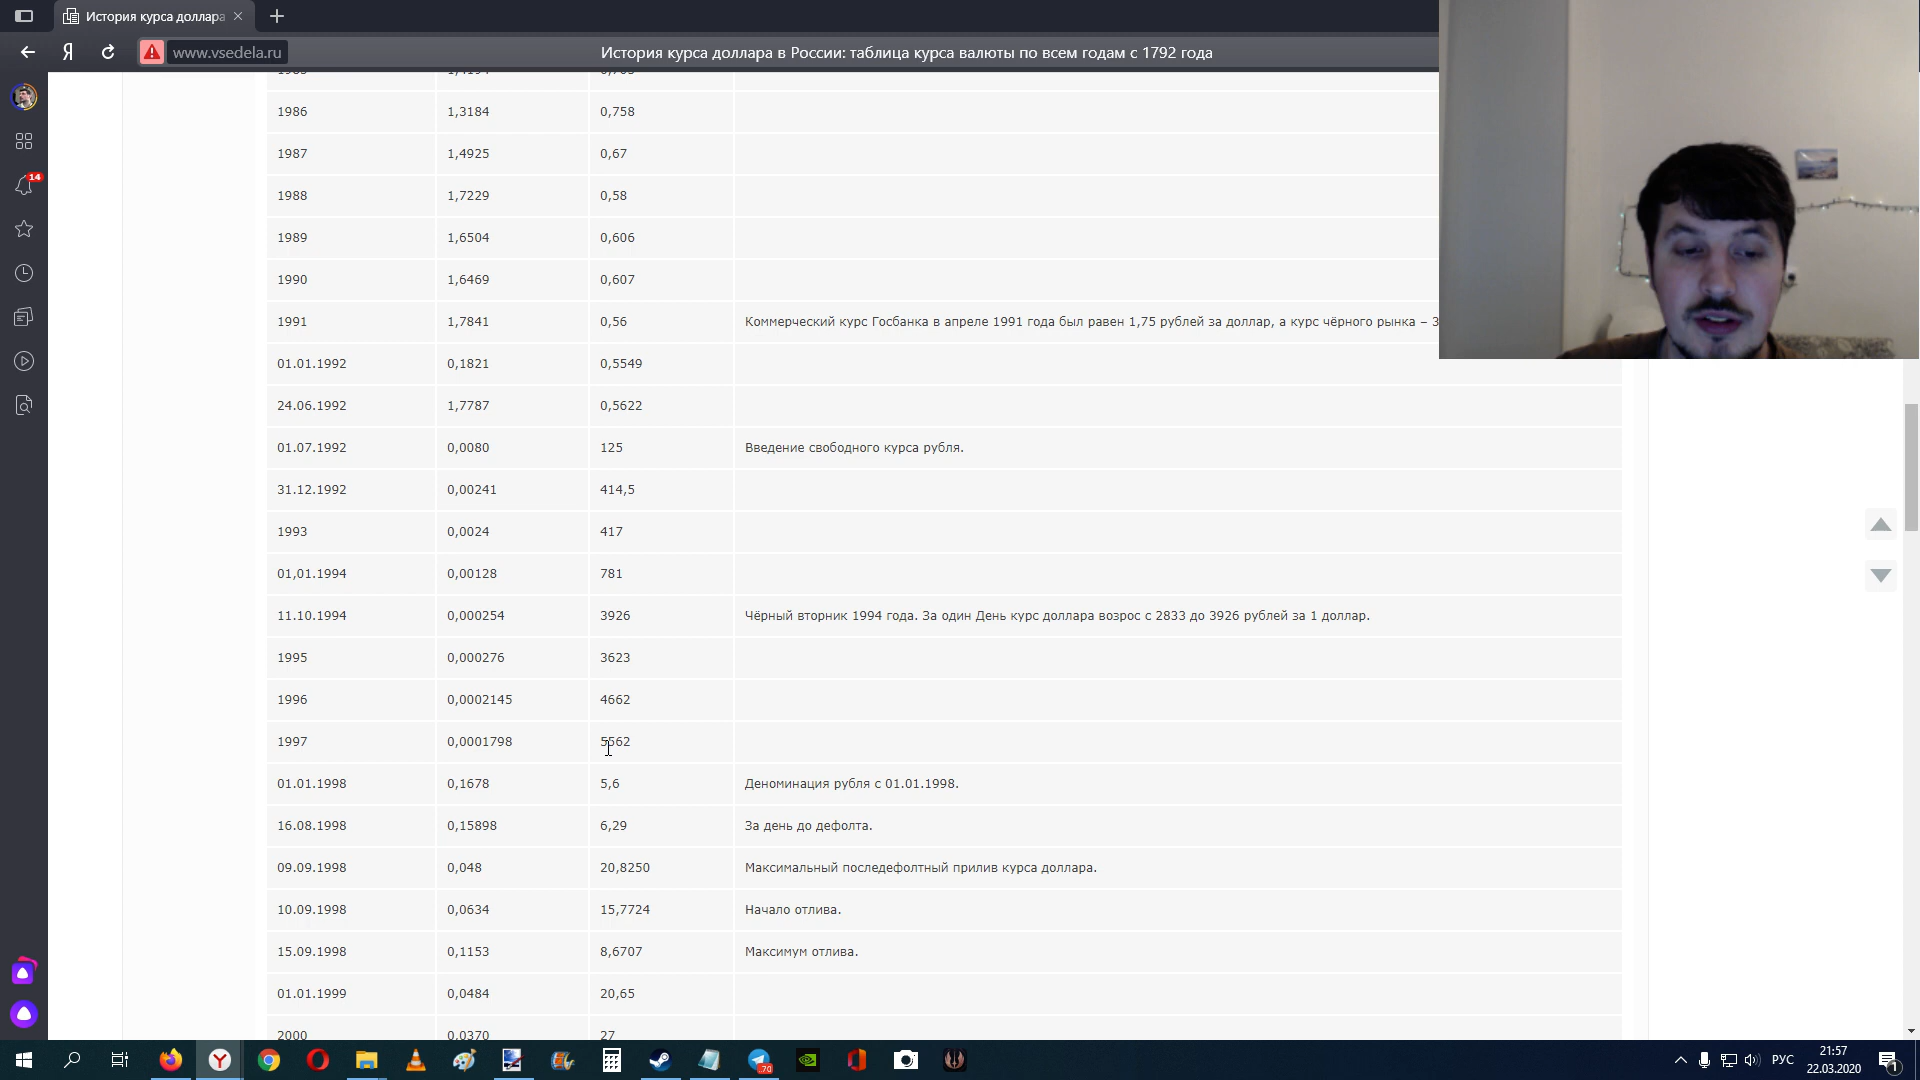 История курса доллара
www.vsedela.ru
История курса доллара в России: таблица курса валюты по всем годам с 1792 года
14
1986 1,3184 0,758
1987 1,4925 0,67
1988 1,7229 0,58
1989 1,6504 0,606
1990 1,6469 0,607
1991 1,7841 0,56 Коммерческий курс Госбанка в апреле 1991 года был равен 1,75 рублей за доллар, а курс чёрного рынка – 3
01.01.1992 0,1821 0,5549
24.06.1992 1,7787 0,5622
01.07.1992 0,0080 125 Введение свободного курса рубля.
31.12.1992 0,00241 414,5
1993 0,0024 417
01,01.1994 0,00128 781
11.10.1994 0,000254 3926 Чёрный вторник 1994 года. За один День курс доллара возрос с 2833 до 3926 рублей за 1 доллар.
1995 0,000276 3623
1996 0,0002145 4662
1997 0,0001798 5562
01.01.1998 0,1678 5,6 Деноминация рубля с 01.01.1998.
16.08.1998 0,15898 6,29 За день до дефолта.
09.09.1998 0,048 20,8250 Максимальный последефолтный прилив курса доллара.
10.09.1998 0,0634 15,7724 Начало отлива.
15.09.1998 0,1153 8,6707 Максимум отлива.
01.01.1999 0,0484 20,65
2000 0,0370 27
70
РУС
21:57
22.03.2020
1